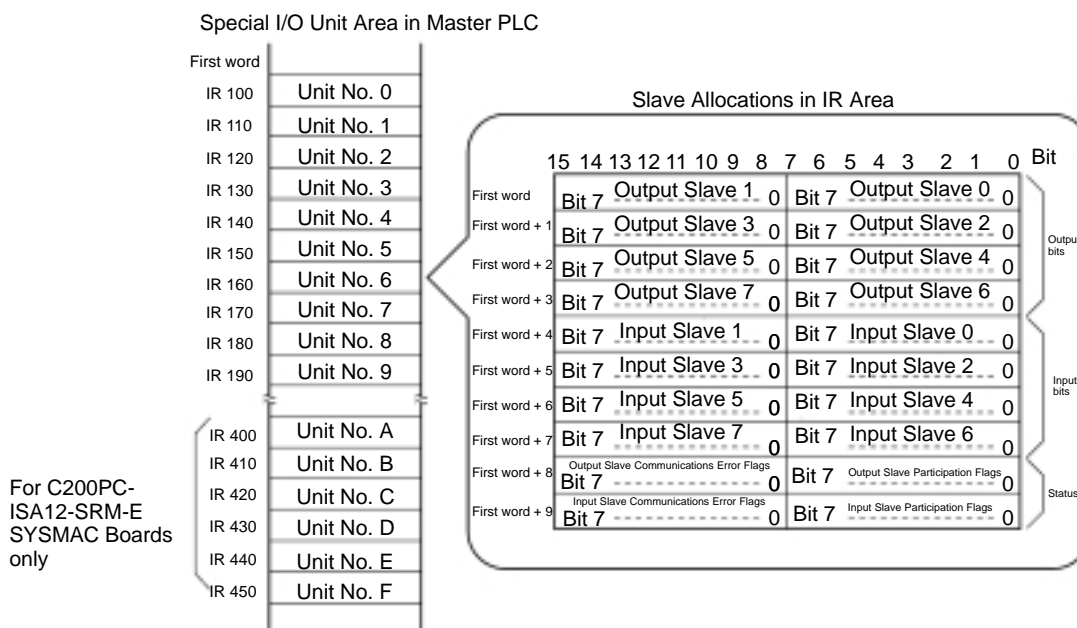 Special I/O Unit Area in Master PLC
First word
IR 100 Unit No. 0
IR 110 Unit No. 1
IR 120 Unit No. 2
IR 130 Unit No. 3
IR 140 Unit No. 4
IR 150 Unit No. 5
IR 160 Unit No. 6
IR 170 Unit No. 7
IR 180 Unit No. 8
IR 190 Unit No. 9
IR 400 Unit No. A
IR 410 Unit No. B
IR 420 Unit No. C
IR 430 Unit No. D
IR 440 Unit No. E
IR 450 Unit No. F
For C200PC-
ISA12-SRM-E
SYSMAC Boards
only
Slave Allocations in IR Area
15 14 13 12 11 10 9 8 7 6 5 4 3 2 1 0 Bit
First word Bit 7 Output Slave 1 0 Bit 7 Output Slave 0 0
First word + 1 Bit 7 Output Slave 3 0 Bit 7 Output Slave 2 0
First word + 2 Bit 7 Output Slave 5 0 Bit 7 Output Slave 4 0
First word + 3 Bit 7 Output Slave 7 0 Bit 7 Output Slave 6 0
Output
bits
First word + 4 Bit 7 Input Slave 1 0 Bit 7 Input Slave 0 0
First word + 5 Bit 7 Input Slave 3 0 Bit 7 Input Slave 2 0
First word + 6 Bit 7 Input Slave 5 0 Bit 7 Input Slave 4 0
First word + 7 Bit 7 Input Slave 7 0 Bit 7 Input Slave 6 0
Input
bits
First word + 8 Bit 7 Output Slave Communications Error Flags 0 Bit 7 Output Slave Participation Flags 0
First word + 9 Bit 7 Input Slave Communications Error Flags 0 Bit 7 Input Slave Participation Flags 0
Status